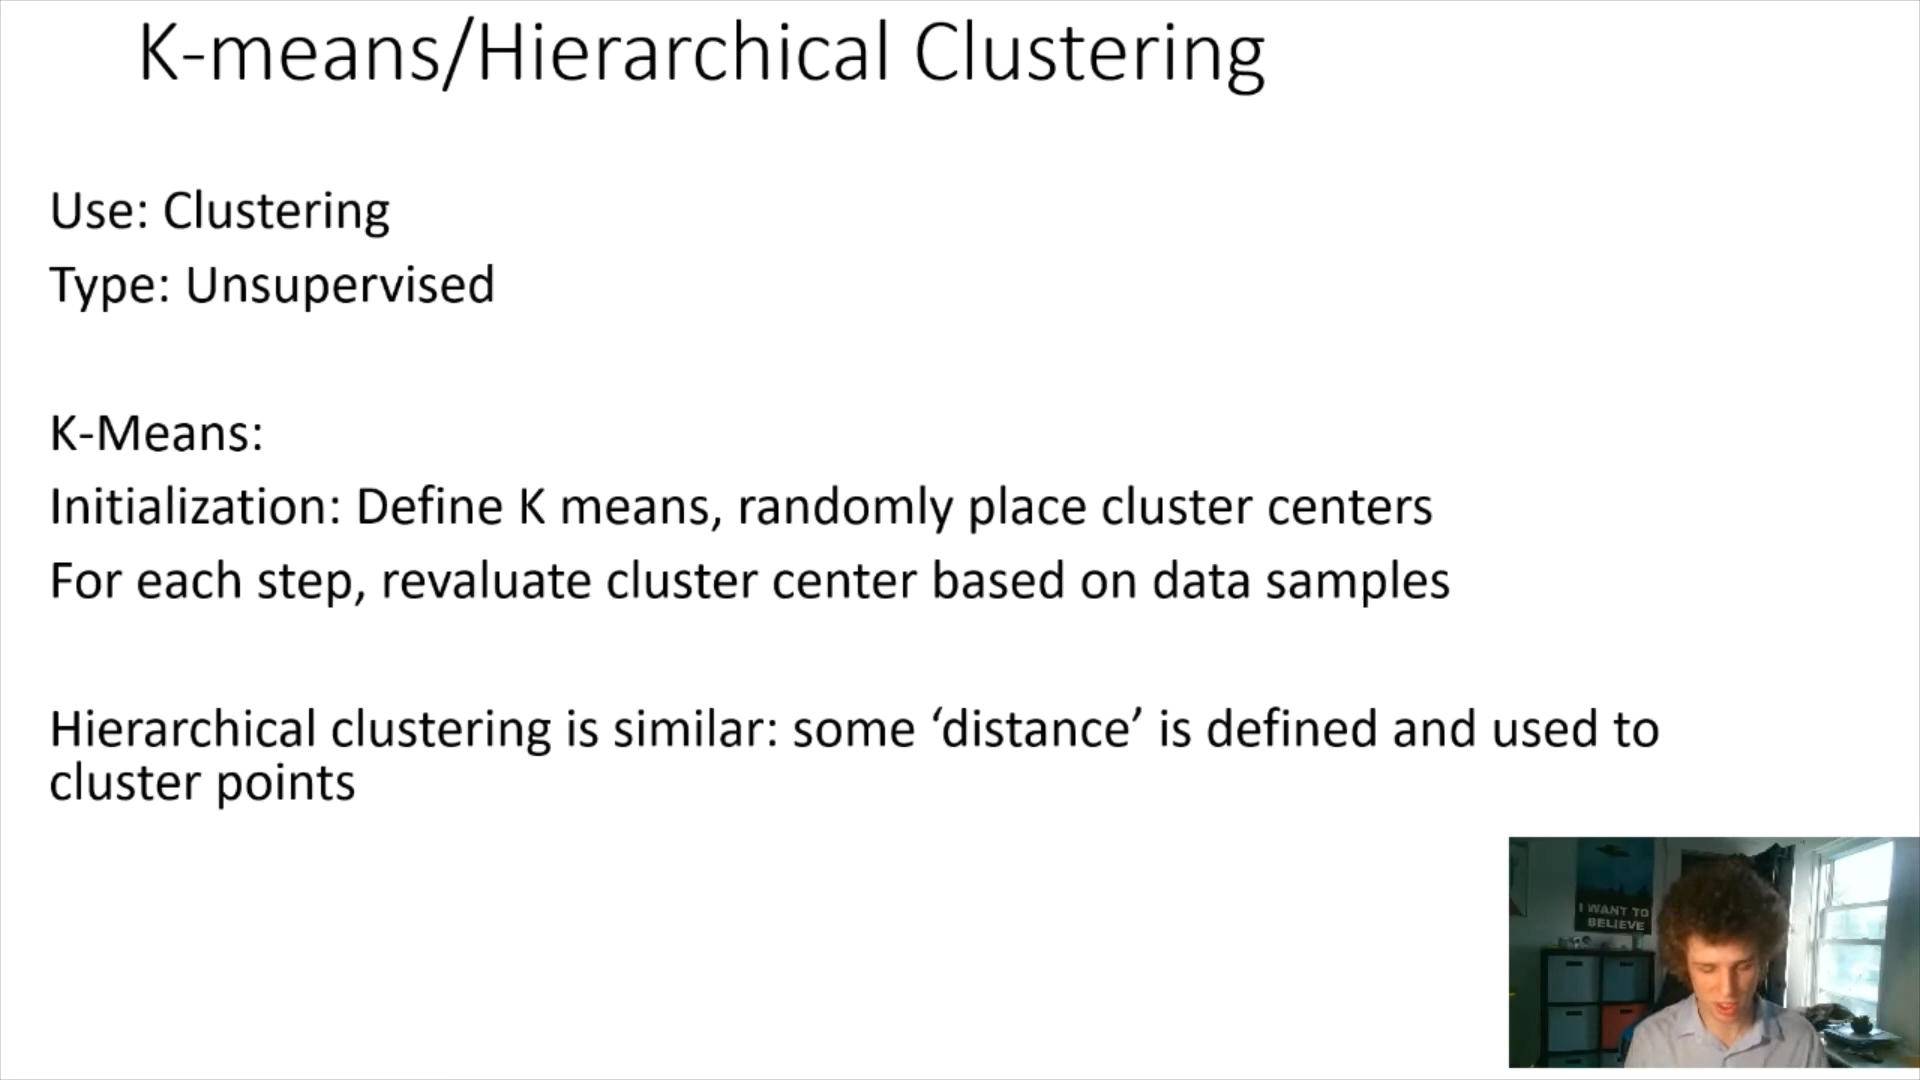 K-means/Hierarchical Clustering
Use: Clustering
Type: Unsupervised
K-Means:
Initialization: Define K means, randomly place cluster centers
For each step, revaluate cluster center based on data samples
Hierarchical clustering is similar: some ‘distance’ is defined and used to
cluster points
I WANT TO
BELIEVE